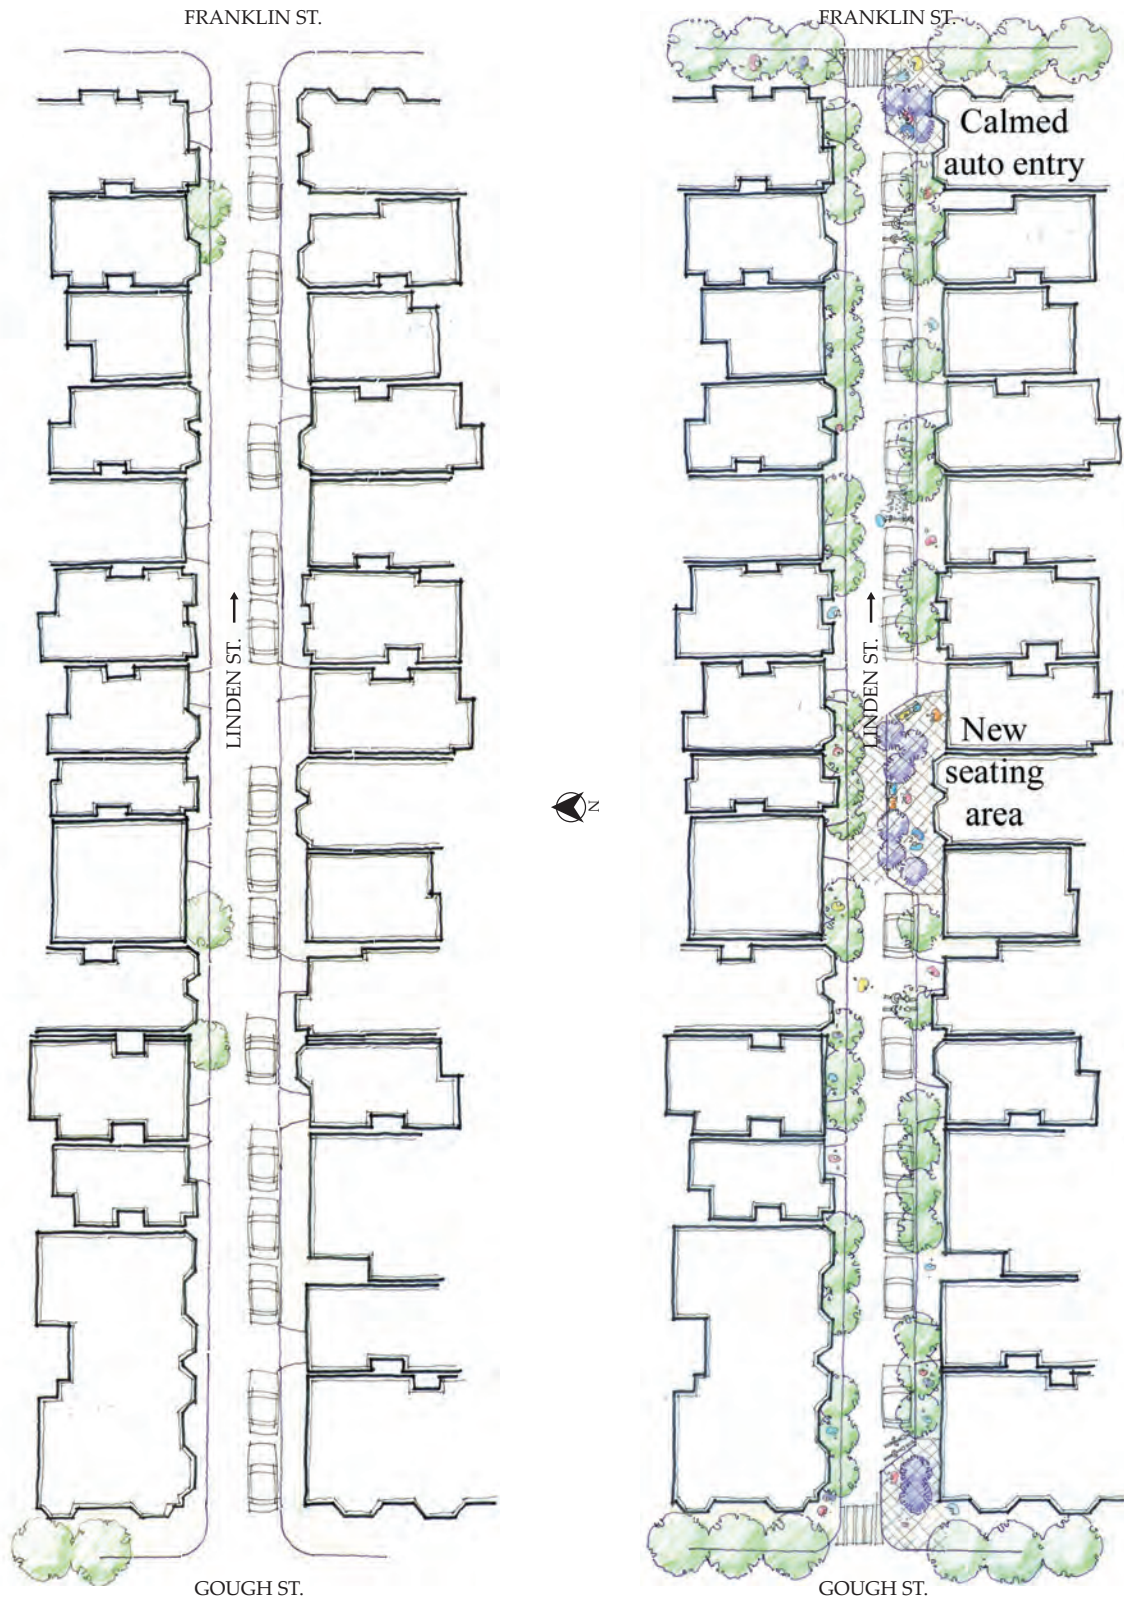 FRANKLIN ST.
FRANKLIN ST.
Calmed
auto entry
LINDEN ST.
LINDEN ST.
New
seating
area
N
GOUGH ST.
GOUGH ST.